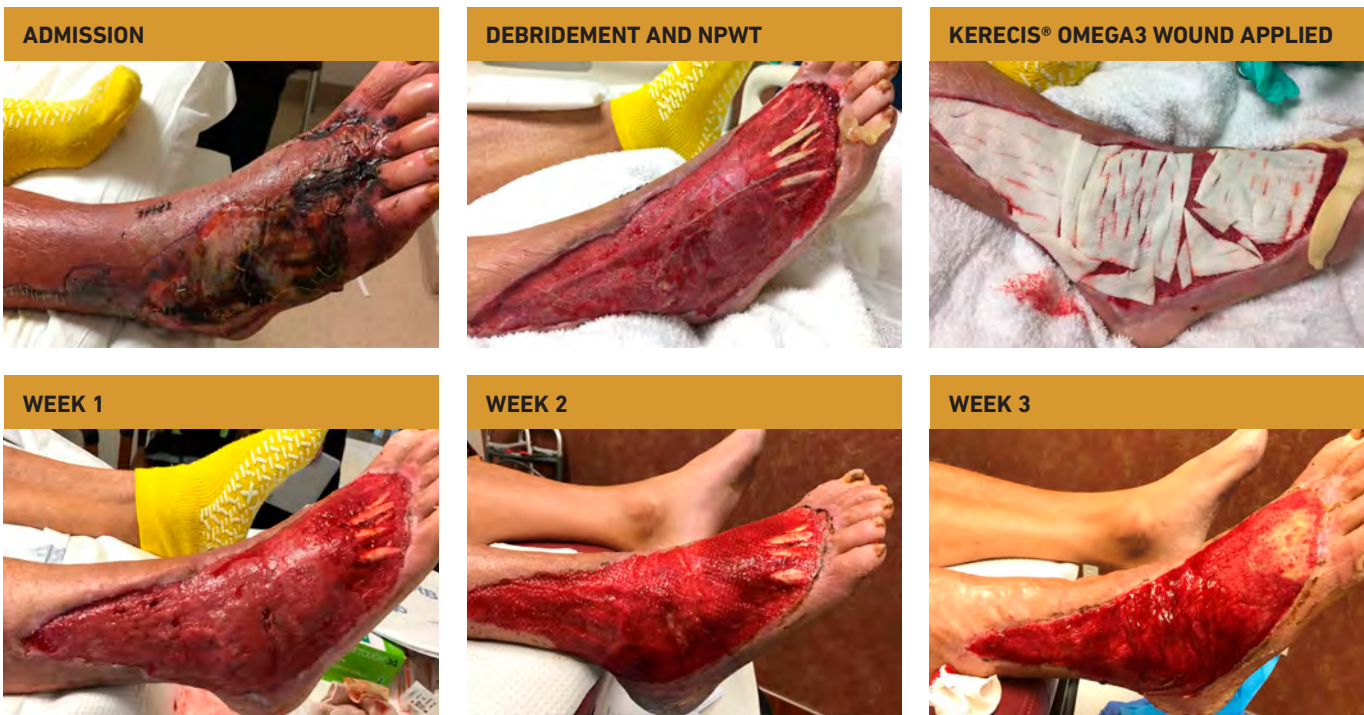 ADMISSION
DEBRIDEMENT AND NPWT
KERECIS® OMEGA3 WOUND APPLIED
WEEK 1
WEEK 2
WEEK 3